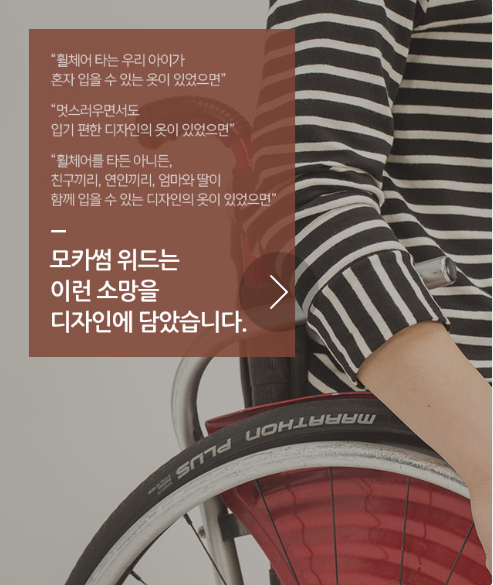 “휠체어 타는 우리 아이가
혼자 입을 수 있는 옷이 있었으면”
“멋스러우면서도
입기 편한 디자인의 옷이 있었으면”
“휠체어를 타든 아니든,
친구끼리, 연인끼리, 엄마와 딸이
함께 입을 수 있는 디자인의 옷이 있었으면”
모카썸 위드는
이런 소망을
디자인에 담았습니다.
MARATHON PLUS